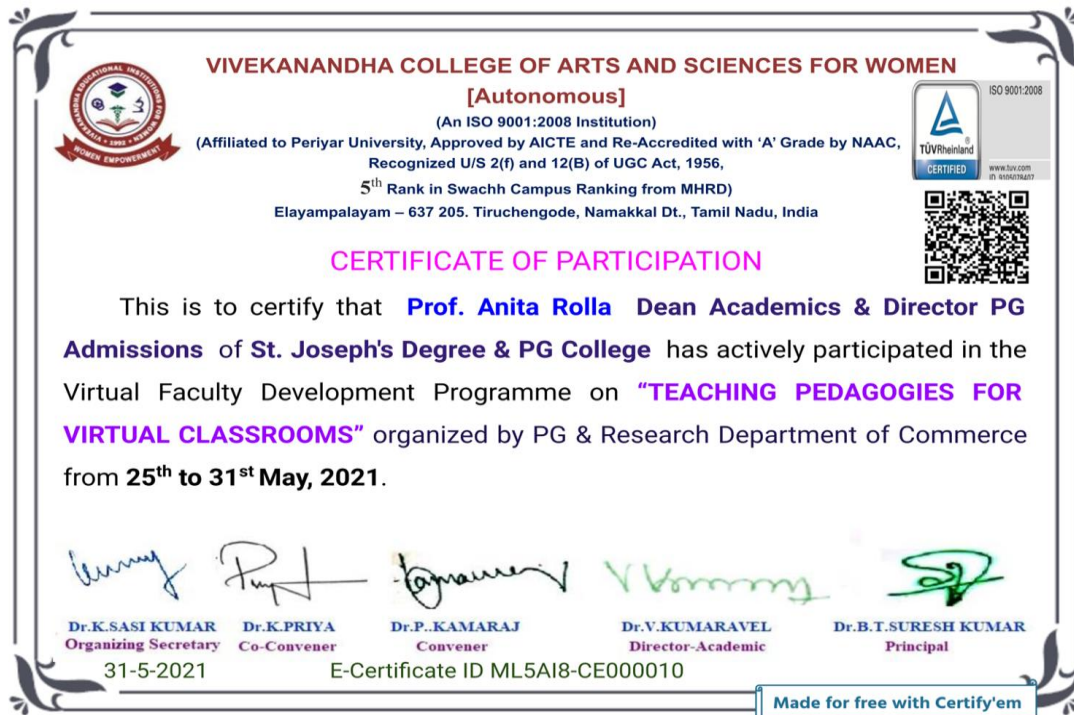 VIVEKANANDHA COLLEGE OF ARTS AND SCIENCES FOR WOMEN
[Autonomous]
(An ISO 9001:2008 Institution)
(Affiliated to Periyar University, Approved by AICTE and Re-Accredited with ‘A’ Grade by NAAC,
Recognized U/S 2(f) and 12(B) of UGC Act, 1956,
5th Rank in Swachh Campus Ranking from MHRD)
Elayampalayam – 637 205. Tiruchengode, Namakkal Dt., Tamil Nadu, India
VIVEKANANDHA EDUCATIONAL INSTITUTIONS FOR WOMEN
WOMEN EMPOWERMENT
ISO 9001:2008
TÜVRheinland®
CERTIFIED
www.tuv.com
ID 9105078407
CERTIFICATE OF PARTICIPATION
This is to certify that Prof. Anita Rolla Dean Academics & Director PG
Admissions of St. Joseph's Degree & PG College has actively participated in the
Virtual Faculty Development Programme on “TEACHING PEDAGOGIES FOR
VIRTUAL CLASSROOMS” organized by PG & Research Department of Commerce
from 25th to 31st May, 2021.
Dr.K.SASI KUMAR Dr.K.PRIYA Dr.P..KAMARAJ Dr.V.KUMARAVEL Dr.B.T.SURESH KUMAR
Organizing Secretary Co-Convener Convener Director-Academic Principal
31-5-2021 E-Certificate ID ML5AI8-CE000010
Made for free with Certify'em